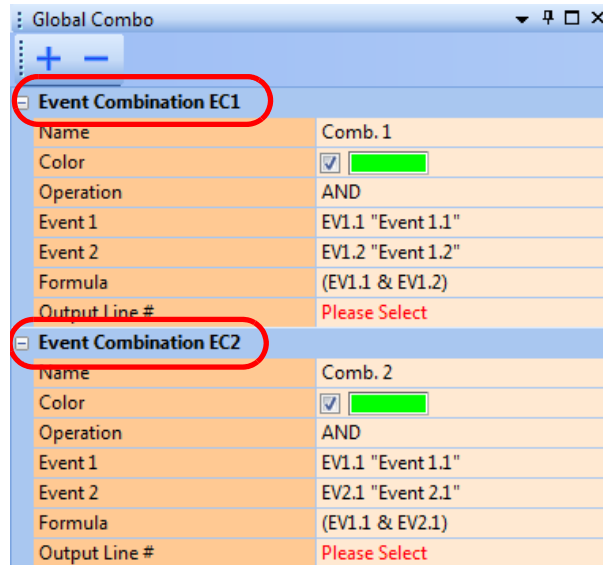 Global Combo
Event Combination EC1
Name Comb. 1
Color
Operation AND
Event 1 EV1.1 "Event 1.1"
Event 2 EV1.2 "Event 1.2"
Formula (EV1.1 & EV1.2)
Output Line # Please Select
Event Combination EC2
Name Comb. 2
Color
Operation AND
Event 1 EV1.1 "Event 1.1"
Event 2 EV2.1 "Event 2.1"
Formula (EV1.1 & EV2.1)
Output Line # Please Select